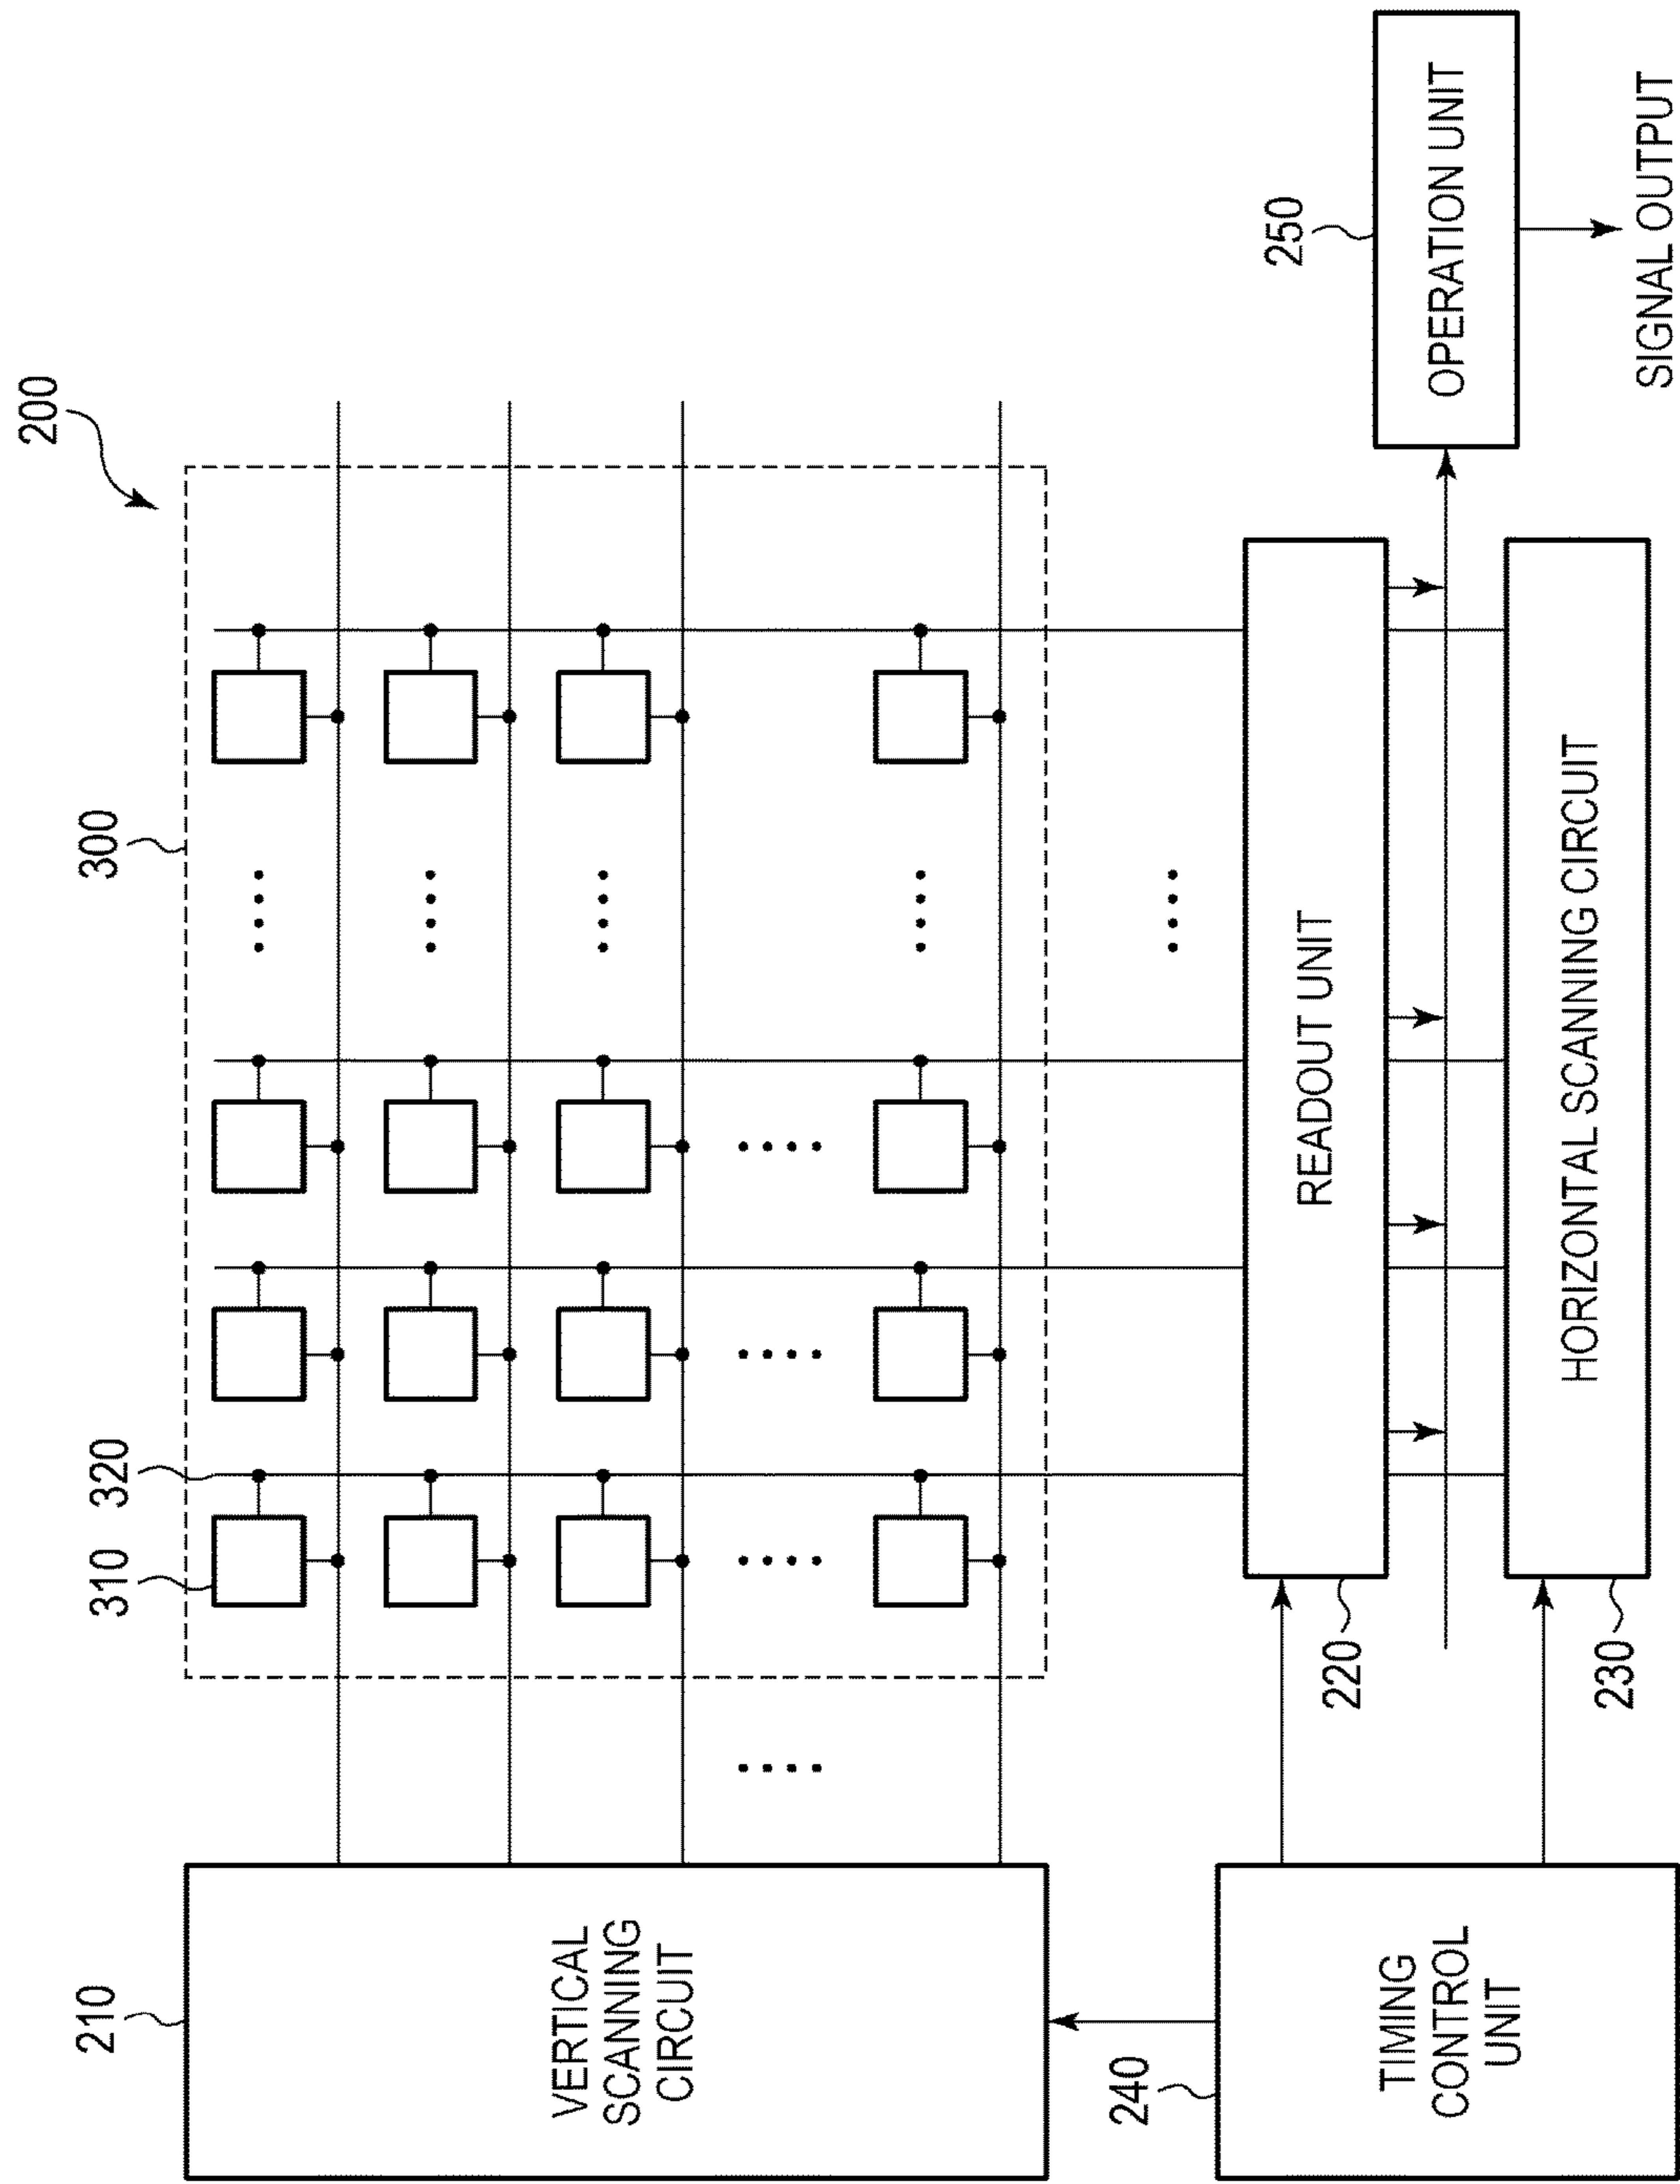 200
300
310
320
210
VERTICAL
SCANNING
CIRCUIT
240
TIMING
CONTROL
UNIT
220
READOUT UNIT
230
HORIZONTAL SCANNING CIRCUIT
250
OPERATION UNIT
SIGNAL OUTPUT